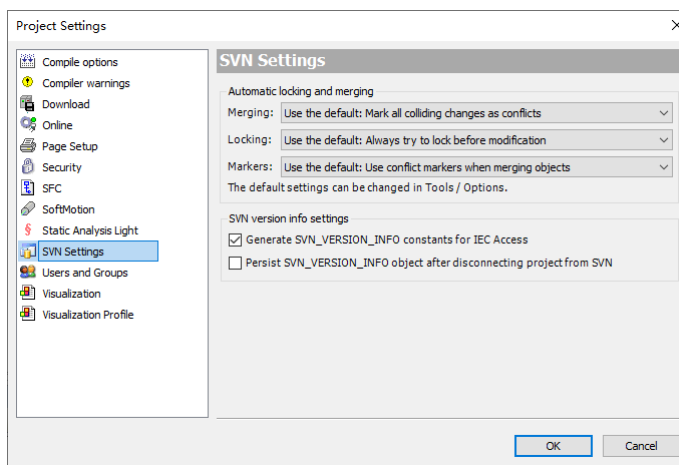 Project Settings
Compile options
Compiler warnings
Download
Online
Page Setup
Security
SFC
SoftMotion
Static Analysis Light
SVN Settings
Users and Groups
Visualization
Visualization Profile
SVN Settings
Automatic locking and merging
Merging: Use the default: Mark all colliding changes as conflicts
Locking: Use the default: Always try to lock before modification
Markers: Use the default: Use conflict markers when merging objects
The default settings can be changed in Tools / Options.
SVN version info settings
Generate SVN_VERSION_INFO constants for IEC Access
Persist SVN_VERSION_INFO object after disconnecting project from SVN
OK
Cancel